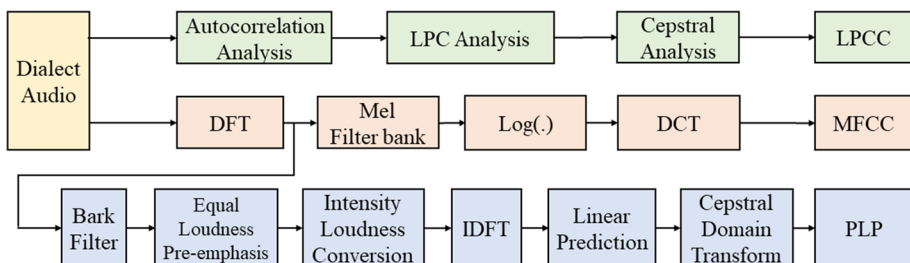 Dialect
Audio
Autocorrelation
Analysis
LPC Analysis
Cepstral
Analysis
LPCC
DFT
Mel
Filter bank
Log(.)
DCT
MFCC
Bark
Filter
Equal
Loudness
Pre-emphasis
Intensity
Loudness
Conversion
IDFT
Linear
Prediction
Cepstral
Domain
Transform
PLP